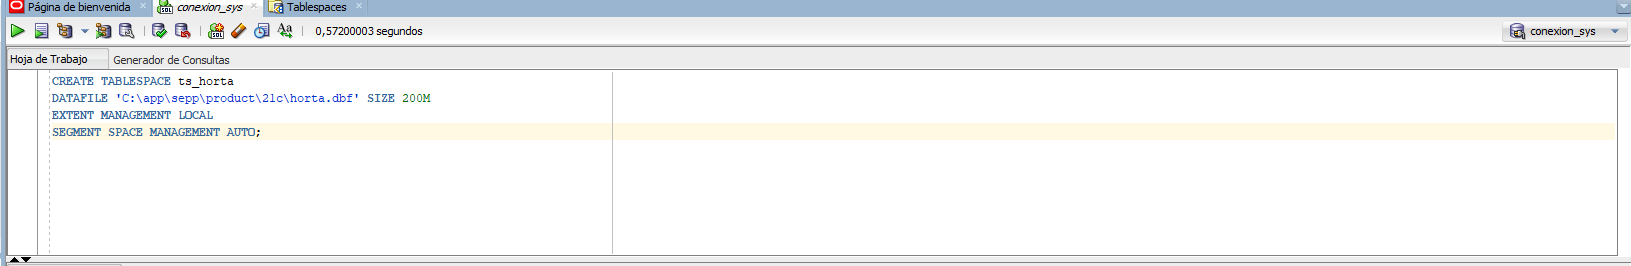 Página de bienvenida
conexion_sys
Tablespaces
SQL
0,57200003 segundos
conexion_sys
Hoja de Trabajo
Generador de Consultas
CREATE TABLESPACE ts_horta
DATAFILE 'C:\app\sepp\product\21c\horta.dbf' SIZE 200M
EXTENT MANAGEMENT LOCAL
SEGMENT SPACE MANAGEMENT AUTO;